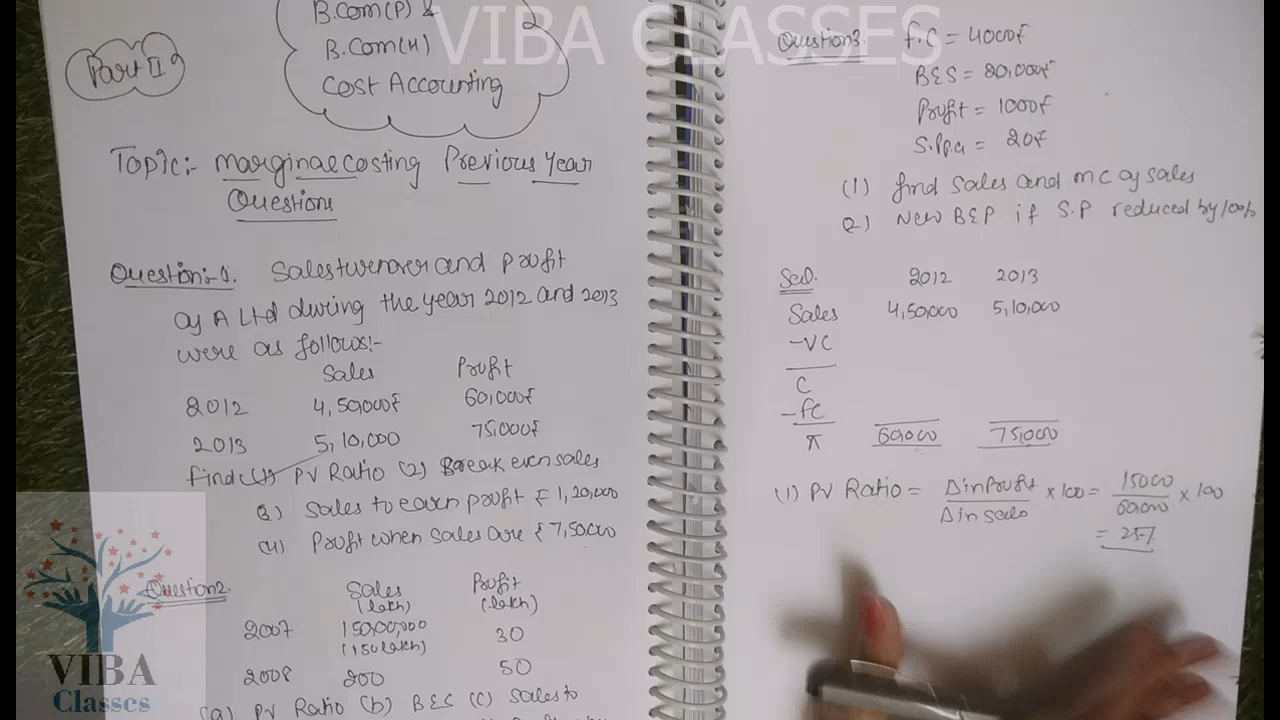 VIBA CLASSES
B.Com(P) &
B.Com(H)
Cost Accounting
Part II
Topic:- marginal costing Previous Year
Questions
Question:-1. Sales turnover and profit
of A Ltd during the year 2012 and 2013
were as follows:-
Sales Profit
2012 4,50,000₹ 60,000₹
2013 5,10,000 75,000₹
find (1) PV Ratio (2) Break even sales
(3) Sales to earn profit ₹ 1,20,000
(4) Profit when sales are ₹ 7,50,000
Question2. Sales (lakh) Profit (lakh)
2007 150,00,000 30
(150 lakh)
2008 200 50
(a) PV Ratio (b) BES (c) Sales to
Question3. F.C = 4000₹
BES = 80,000₹
Profit = 1000₹
S.P p.u = 20₹
(1) find sales and mc of sales
(2) New BEP if S.P reduced by 10%
Sol. 2012 2013
Sales 4,50,000 5,10,000
-VC
C
-FC
π 60,000 75,000
(1) PV Ratio = Δ in Profit / Δ in sales × 100 = 15000 / 60,000 × 100
= 25%
VIBA
Classes